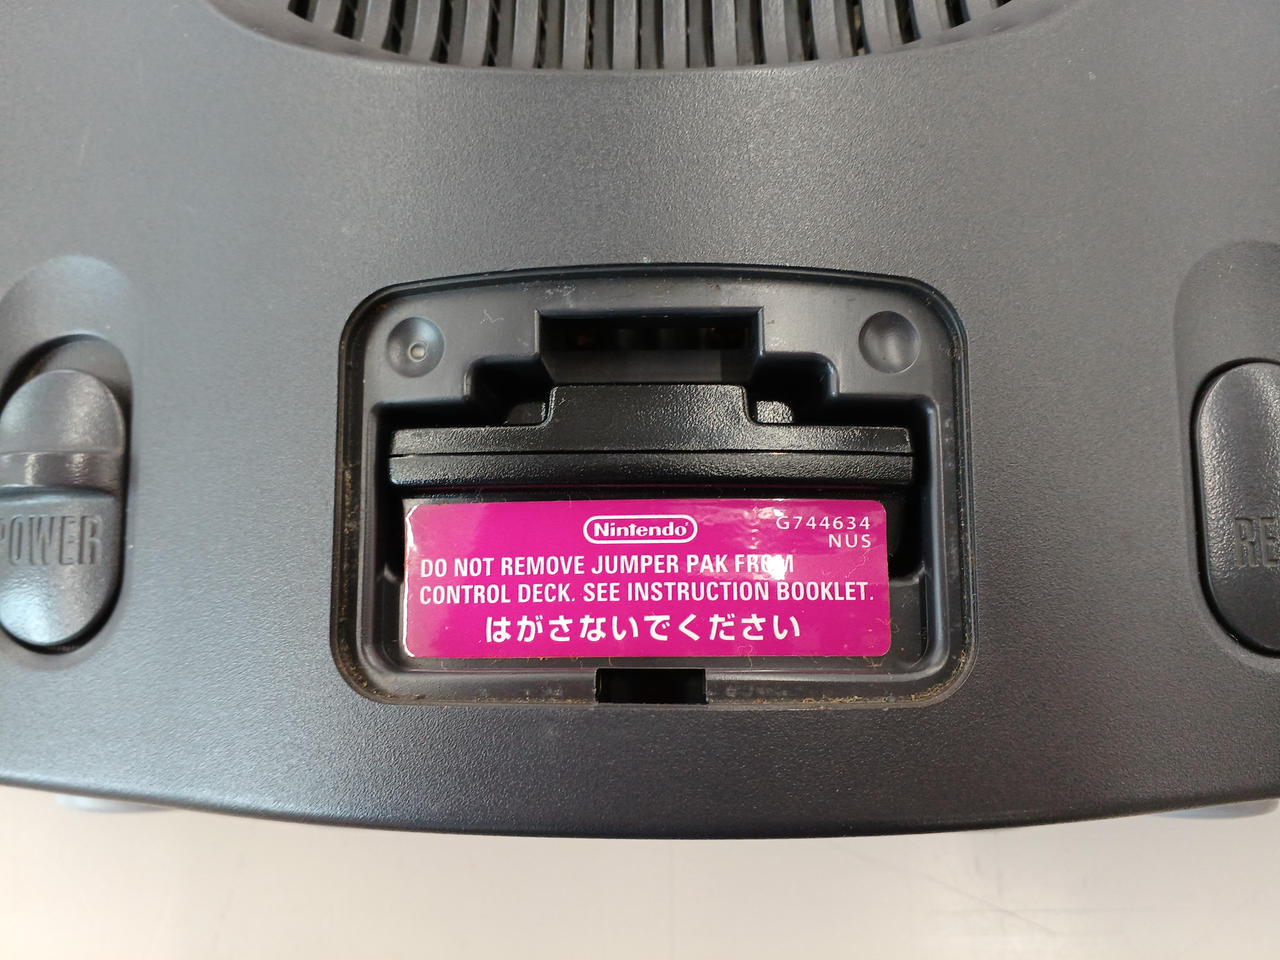 Nintendo
G744634
NUS
DO NOT REMOVE JUMPER PAK FROM
CONTROL DECK. SEE INSTRUCTION BOOKLET.
はがさないでください
POWER